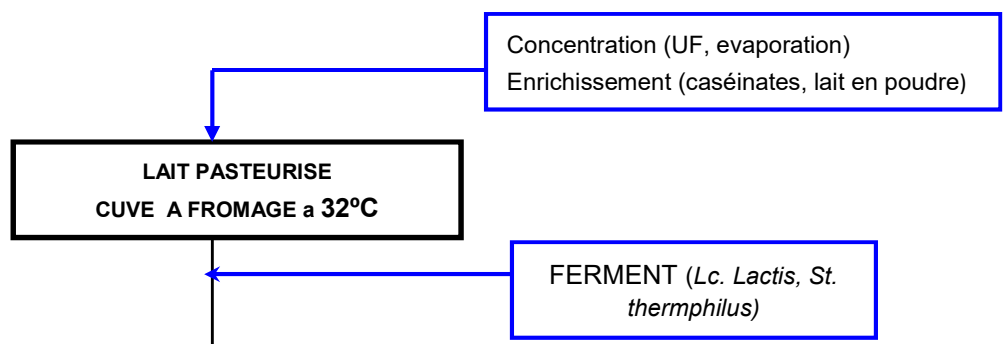 Concentration (UF, evaporation)
Enrichissement (caséinates, lait en poudre)
LAIT PASTEURISE
CUVE A FROMAGE a 32ºC
FERMENT (Lc. Lactis, St.
thermphilus)